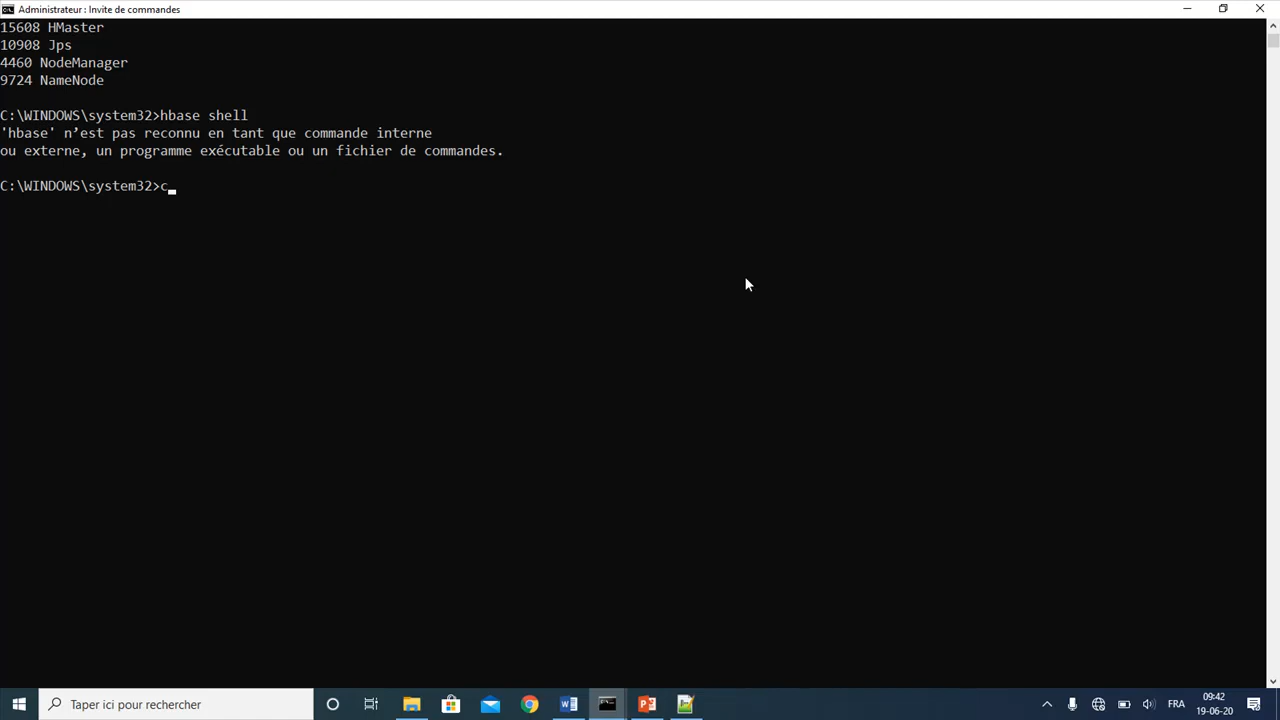 Administrateur : Invite de commandes
15608 HMaster
10908 Jps
4460 NodeManager
9724 NameNode
C:\WINDOWS\system32>hbase shell
'hbase' n’est pas reconnu en tant que commande interne
ou externe, un programme exécutable ou un fichier de commandes.
C:\WINDOWS\system32>c_
Taper ici pour rechercher
FRA
09:42
19-06-20